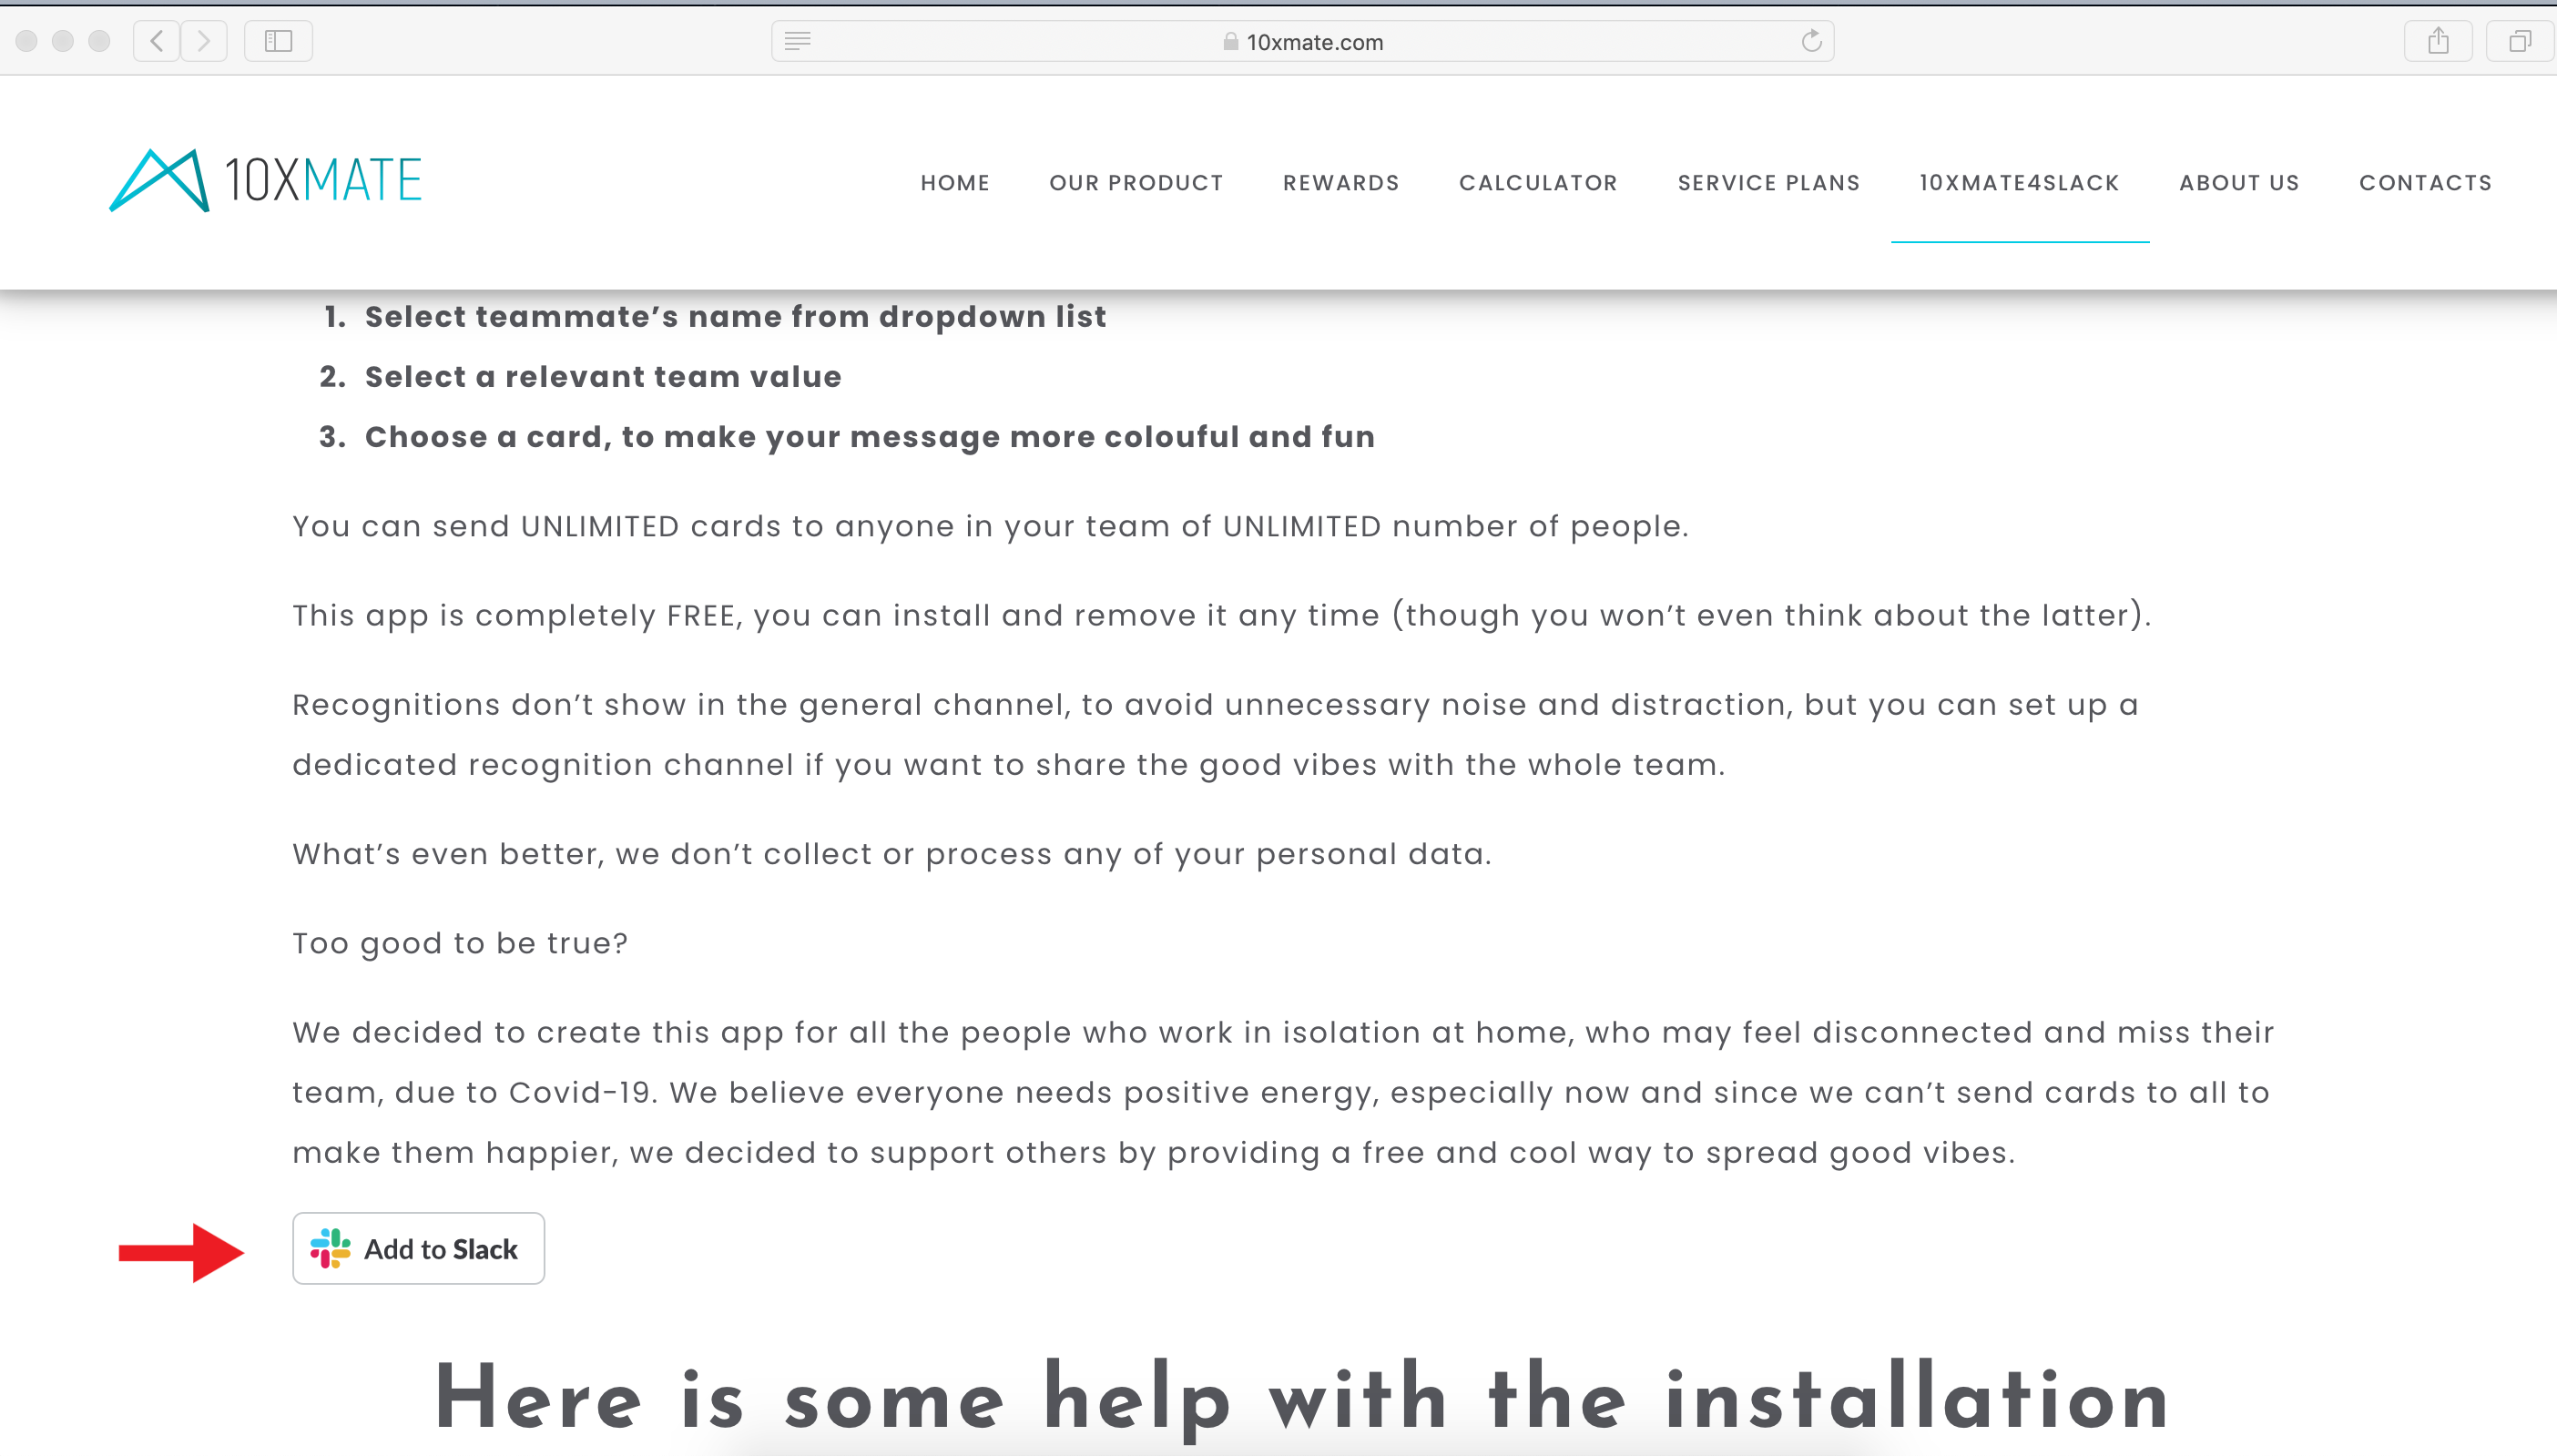 10xmate.com
10XMATE
HOME OUR PRODUCT REWARDS CALCULATOR SERVICE PLANS 10XMATE4SLACK ABOUT US CONTACTS
1. Select teammate’s name from dropdown list
2. Select a relevant team value
3. Choose a card, to make your message more colouful and fun
You can send UNLIMITED cards to anyone in your team of UNLIMITED number of people.
This app is completely FREE, you can install and remove it any time (though you won’t even think about the latter).
Recognitions don’t show in the general channel, to avoid unnecessary noise and distraction, but you can set up a
dedicated recognition channel if you want to share the good vibes with the whole team.
What’s even better, we don’t collect or process any of your personal data.
Too good to be true?
We decided to create this app for all the people who work in isolation at home, who may feel disconnected and miss their
team, due to Covid-19. We believe everyone needs positive energy, especially now and since we can’t send cards to all to
make them happier, we decided to support others by providing a free and cool way to spread good vibes.
Add to Slack
Here is some help with the installation